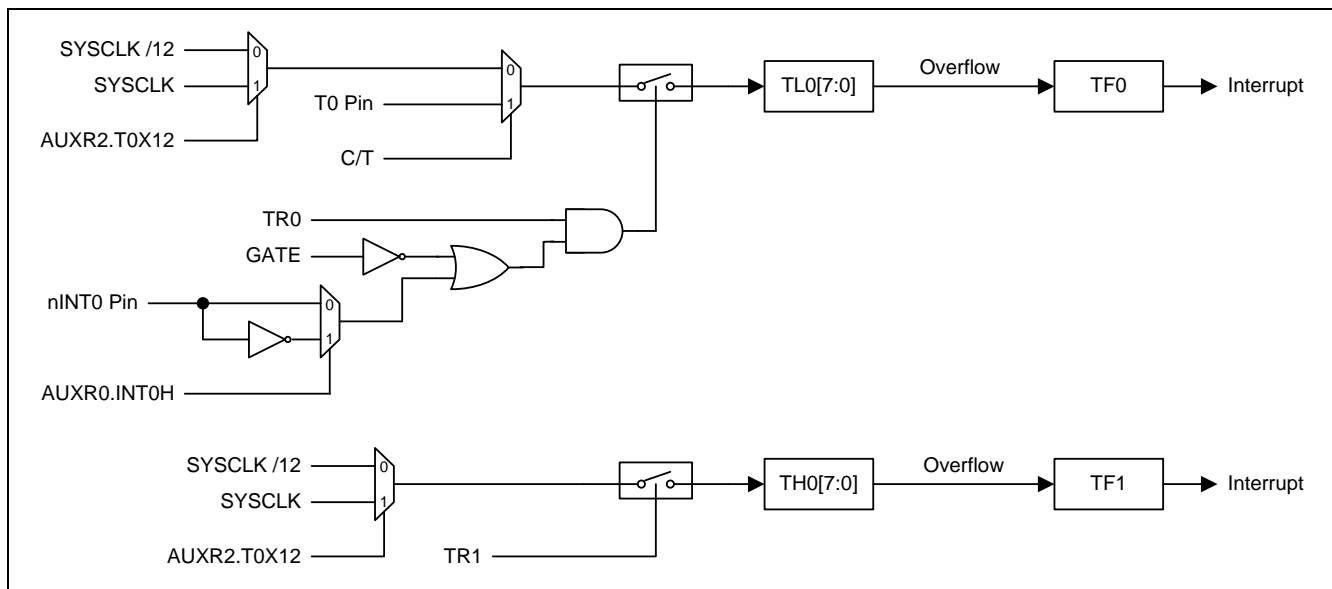 SYSCLK /12
0
SYSCLK
1
AUXR2.T0X12
T0 Pin
0
1
C/T
TL0[7:0]
Overflow
TF0
Interrupt
TR0
GATE
nINT0 Pin
0
1
AUXR0.INT0H
SYSCLK /12
0
SYSCLK
1
AUXR2.T0X12
TR1
TH0[7:0]
Overflow
TF1
Interrupt